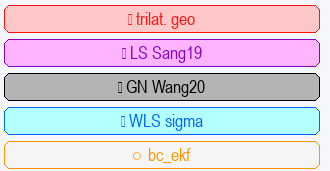 ▯ trilat. geo
▯ LS Sang19
▯ GN Wang20
▯ WLS sigma
○ bc_ekf